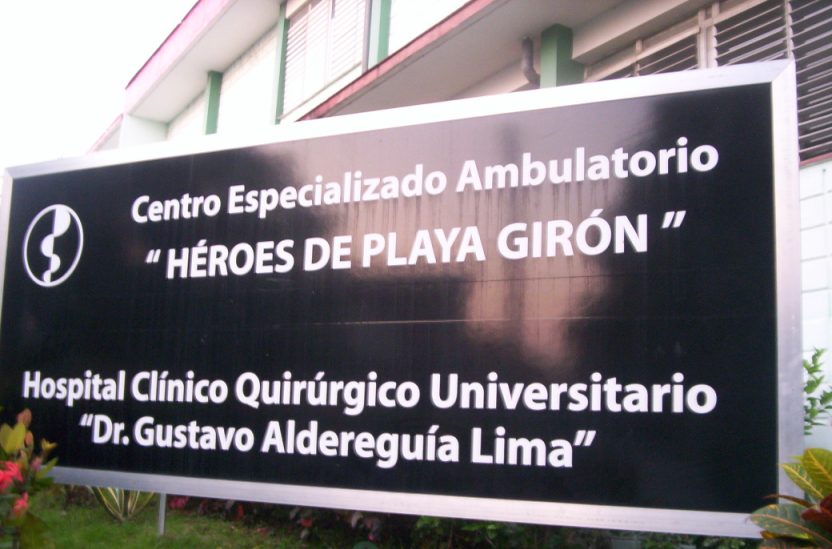 Centro Especializado Ambulatorio
“ HÉROES DE PLAYA GIRÓN ”
Hospital Clínico Quirúrgico Universitario
“Dr. Gustavo Aldereguía Lima”